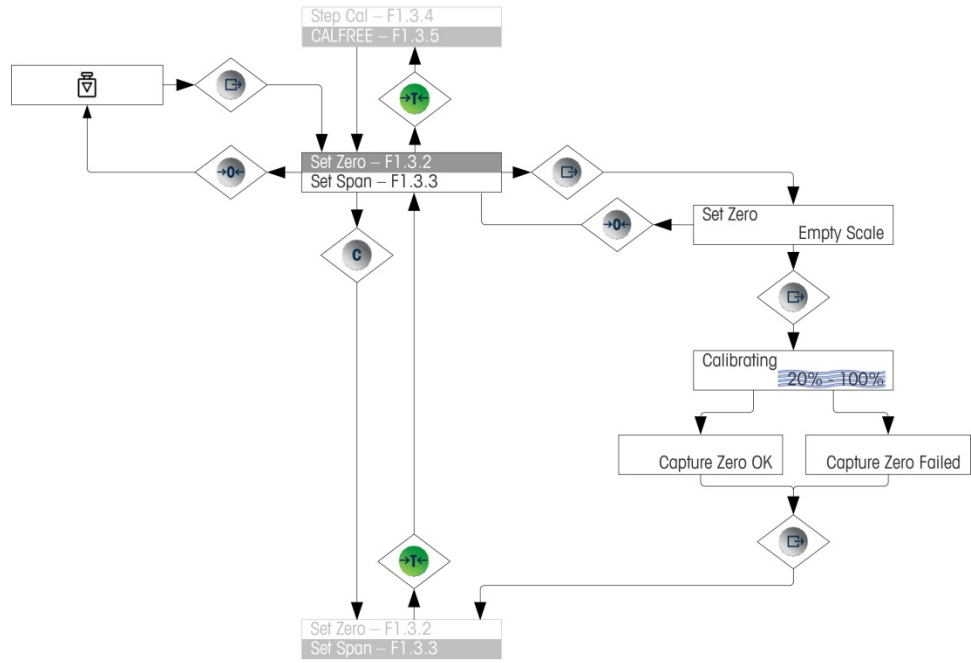 Step Cal – F1.3.4
CALFREE – F1.3.5
→T←
→0←
Set Zero – F1.3.2
Set Span – F1.3.3
→0←
Set Zero
Empty Scale
C
Calibrating
20% - 100%
Capture Zero OK
Capture Zero Failed
→T←
Set Zero – F1.3.2
Set Span – F1.3.3